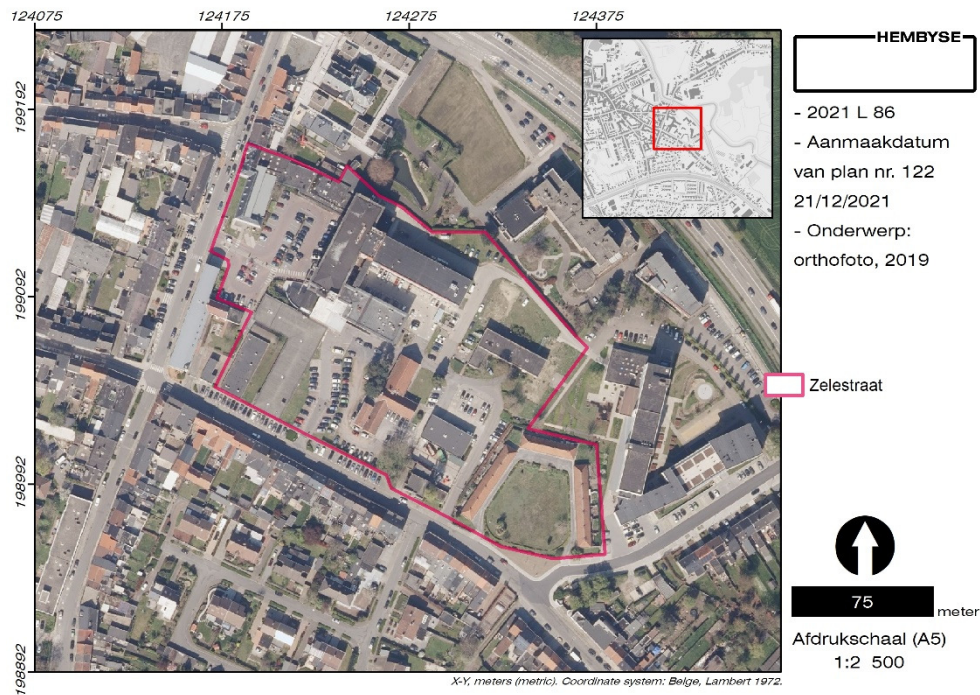 124075 124175 124275 124375
199192
199092
198992
198892
HEMBYSE
- 2021 L 86
- Aanmaakdatum
van plan nr. 122
21/12/2021
- Onderwerp:
orthofoto, 2019
Zelestraat
75 meter
Afdrukschaal (A5)
1:2 500
X-Y, meters (metric). Coordinate system: Belge, Lambert 1972.